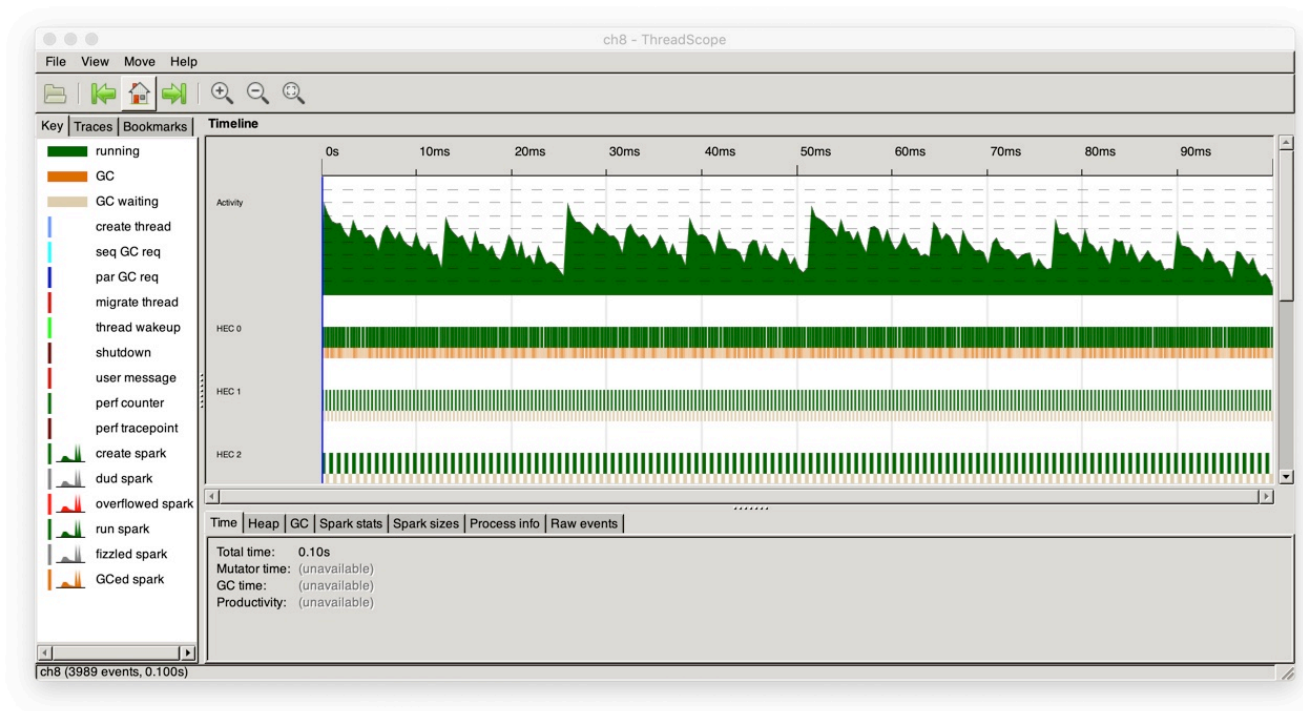 ch8 - ThreadScope
File View Move Help
Key Traces Bookmarks
running
GC
GC waiting
create thread
seq GC req
par GC req
migrate thread
thread wakeup
shutdown
user message
perf counter
perf tracepoint
create spark
dud spark
overflowed spark
run spark
fizzled spark
GCed spark
Timeline
0s 10ms 20ms 30ms 40ms 50ms 60ms 70ms 80ms 90ms
Activity
HEC 0
HEC 1
HEC 2
Time Heap GC Spark stats Spark sizes Process info Raw events
Total time: 0.10s
Mutator time: (unavailable)
GC time: (unavailable)
Productivity: (unavailable)
ch8 (3989 events, 0.100s)